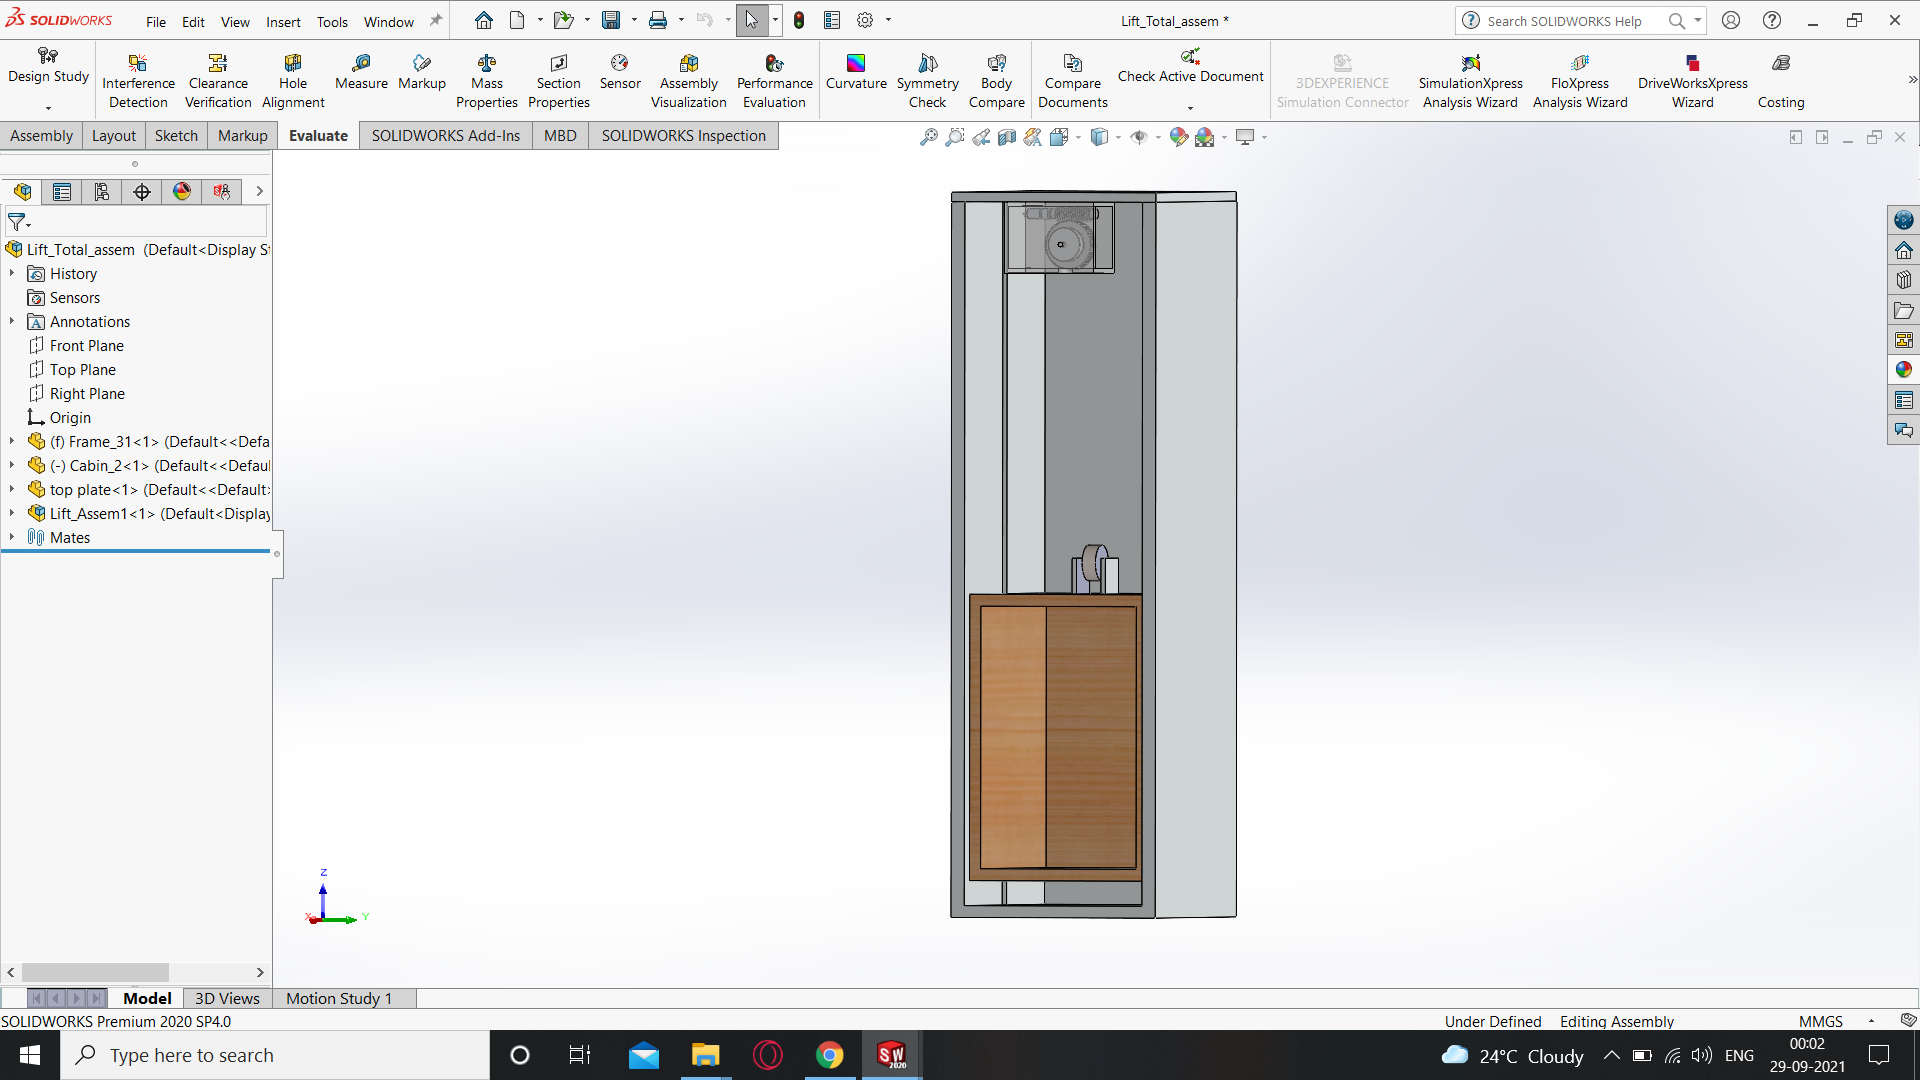 SOLIDWORKS File Edit View Insert Tools Window Lift_Total_assem * Search SOLIDWORKS Help
Design Study
Interference Detection
Clearance Verification
Hole Alignment
Measure
Markup
Mass Properties
Section Properties
Sensor
Assembly Visualization
Performance Evaluation
Curvature
Symmetry Check
Body Compare
Compare Documents
Check Active Document
3DEXPERIENCE Simulation Connector
SimulationXpress Analysis Wizard
FloXpress Analysis Wizard
DriveWorksXpress Wizard
Costing
Assembly Layout Sketch Markup Evaluate SOLIDWORKS Add-Ins MBD SOLIDWORKS Inspection
Lift_Total_assem (Default<Display S
History
Sensors
Annotations
Front Plane
Top Plane
Right Plane
Origin
(f) Frame_31<1> (Default<<Defa
(-) Cabin_2<1> (Default<<Defaul
top plate<1> (Default<<Default
Lift_Assem1<1> (Default<Display
Mates
Z
X
Y
Model 3D Views Motion Study 1
SOLIDWORKS Premium 2020 SP4.0 Under Defined Editing Assembly MMGS
Type here to search
SW
2020
24°C Cloudy
ENG
00:02
29-09-2021